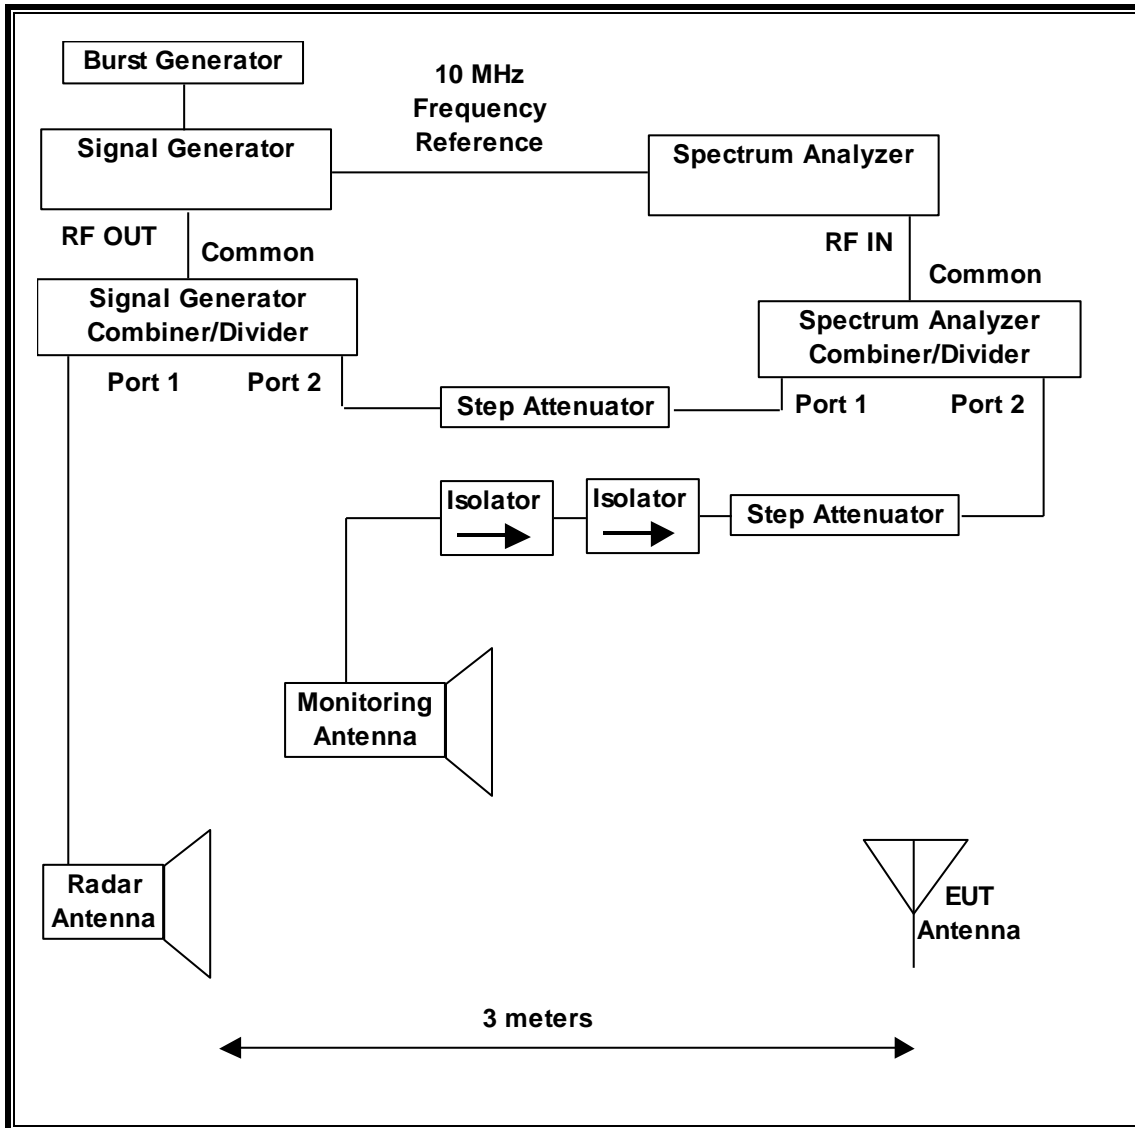 Burst Generator
10 MHz
Frequency
Reference
Signal Generator
Spectrum Analyzer
RF OUT
Common
RF IN
Common
Signal Generator
Combiner/Divider
Spectrum Analyzer
Combiner/Divider
Port 1
Port 2
Step Attenuator
Port 1
Port 2
Isolator
Isolator
Step Attenuator
Monitoring
Antenna
Radar
Antenna
EUT
Antenna
3 meters